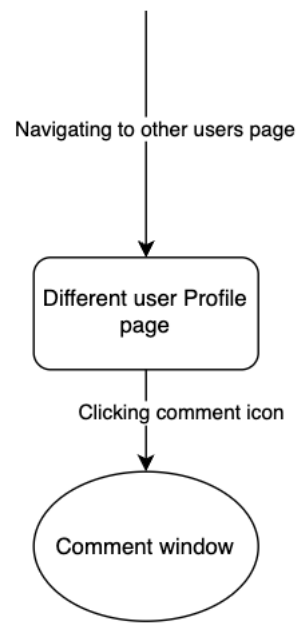 Navigating to other users page
Different user Profile
page
Clicking comment icon
Comment window